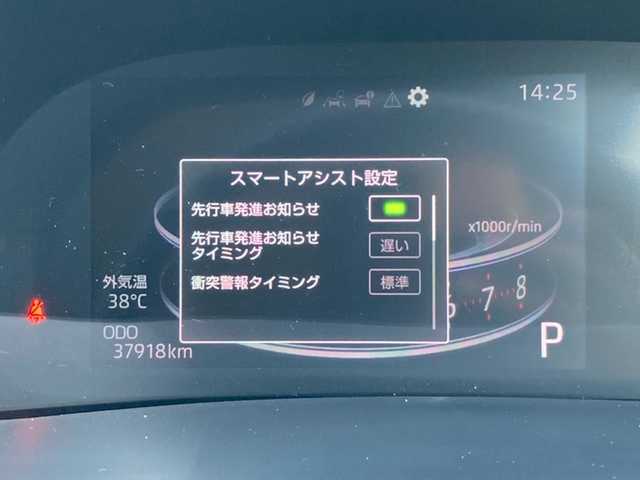 14:25
スマートアシスト設定
先行車発進お知らせ
先行車発進お知らせ
タイミング
遅い
衝突警報タイミング
標準
x1000r/min
6 7 8
外気温
38℃
ODO
37918km
P